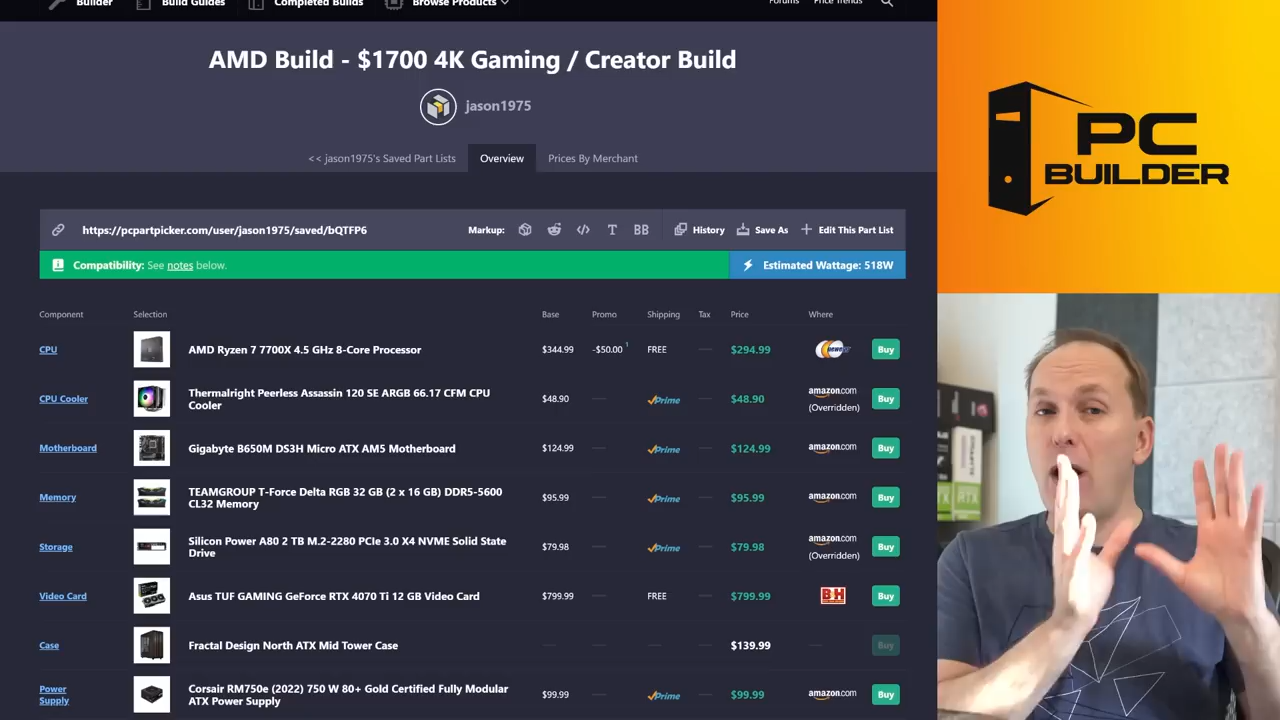 Builder Build Guides Completed Builds Browse Products Forums Price Trends
AMD Build - $1700 4K Gaming / Creator Build
jason1975
<< jason1975's Saved Part Lists Overview Prices By Merchant
https://pcpartpicker.com/user/jason1975/saved/bQTFP6 Markup: T BB History Save As Edit This Part List
Compatibility: See notes below. Estimated Wattage: 518W
Component Selection Base Promo Shipping Tax Price Where
CPU AMD Ryzen 7 7700X 4.5 GHz 8-Core Processor $344.99 -$50.00 1 FREE — $294.99 newegg Buy
CPU Cooler Thermalright Peerless Assassin 120 SE ARGB 66.17 CFM CPU
Cooler $48.90 — Prime — $48.90 amazon.com
(Overridden) Buy
Motherboard Gigabyte B650M DS3H Micro ATX AM5 Motherboard $124.99 — Prime — $124.99 amazon.com Buy
Memory TEAMGROUP T-Force Delta RGB 32 GB (2 x 16 GB) DDR5-5600
CL32 Memory $95.99 — Prime — $95.99 amazon.com Buy
Storage Silicon Power A80 2 TB M.2-2280 PCIe 3.0 X4 NVME Solid State
Drive $79.98 — Prime — $79.98 amazon.com
(Overridden) Buy
Video Card Asus TUF GAMING GeForce RTX 4070 Ti 12 GB Video Card $799.99 — FREE — $799.99 B&H Buy
Case Fractal Design North ATX Mid Tower Case — — — — $139.99 — Buy
Power
Supply Corsair RM750e (2022) 750 W 80+ Gold Certified Fully Modular
ATX Power Supply $99.99 — Prime — $99.99 amazon.com Buy
PC
BUILDER
RTX